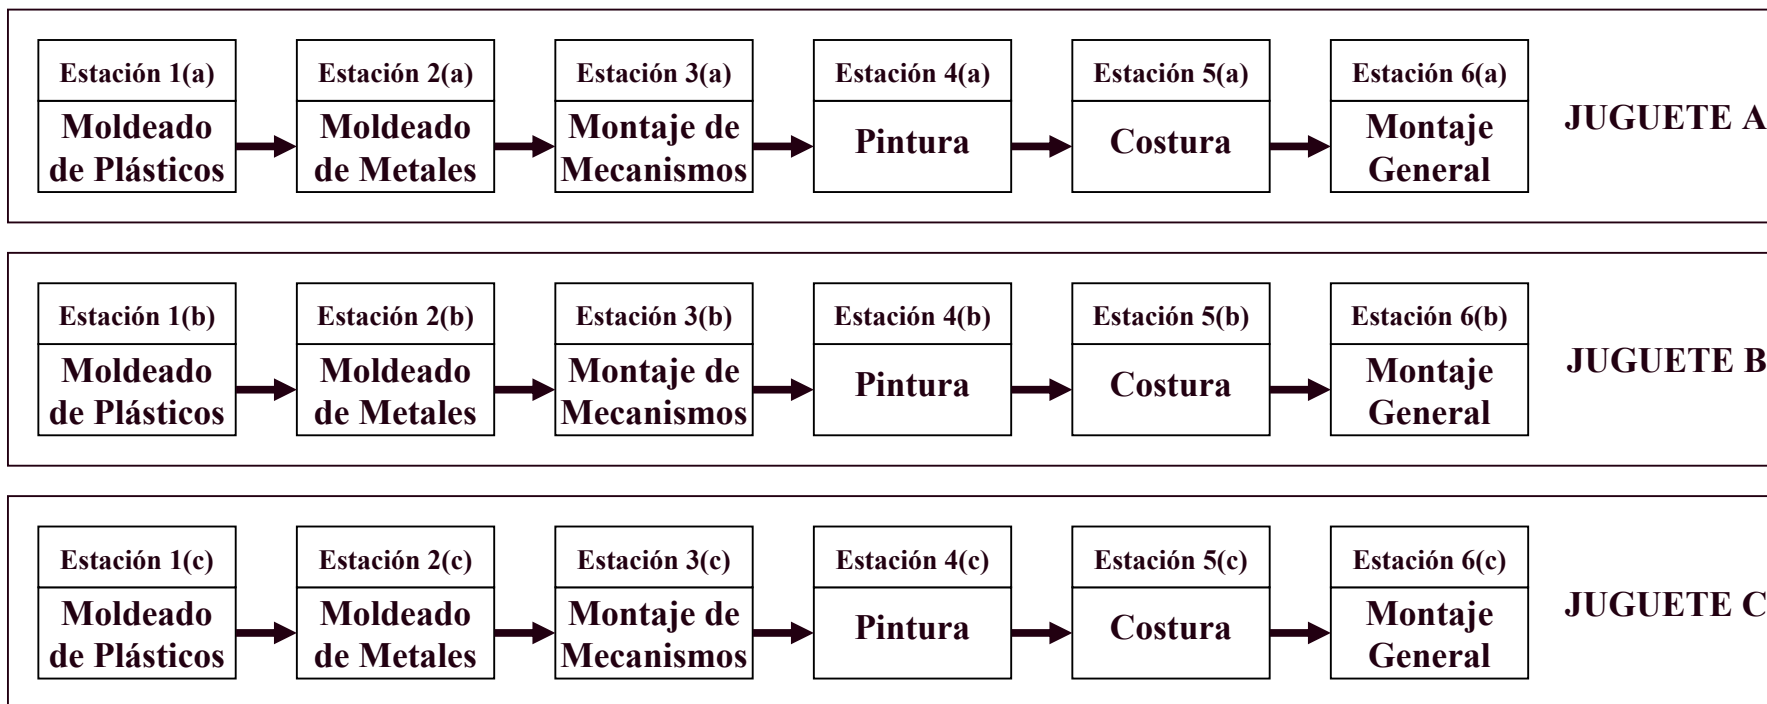 Estación 1(a)
Moldeado
de Plásticos
Estación 2(a)
Moldeado
de Metales
Estación 3(a)
Montaje de
Mecanismos
Estación 4(a)
Pintura
Estación 5(a)
Costura
Estación 6(a)
Montaje
General
JUGUETE A
Estación 1(b)
Moldeado
de Plásticos
Estación 2(b)
Moldeado
de Metales
Estación 3(b)
Montaje de
Mecanismos
Estación 4(b)
Pintura
Estación 5(b)
Costura
Estación 6(b)
Montaje
General
JUGUETE B
Estación 1(c)
Moldeado
de Plásticos
Estación 2(c)
Moldeado
de Metales
Estación 3(c)
Montaje de
Mecanismos
Estación 4(c)
Pintura
Estación 5(c)
Costura
Estación 6(c)
Montaje
General
JUGUETE C